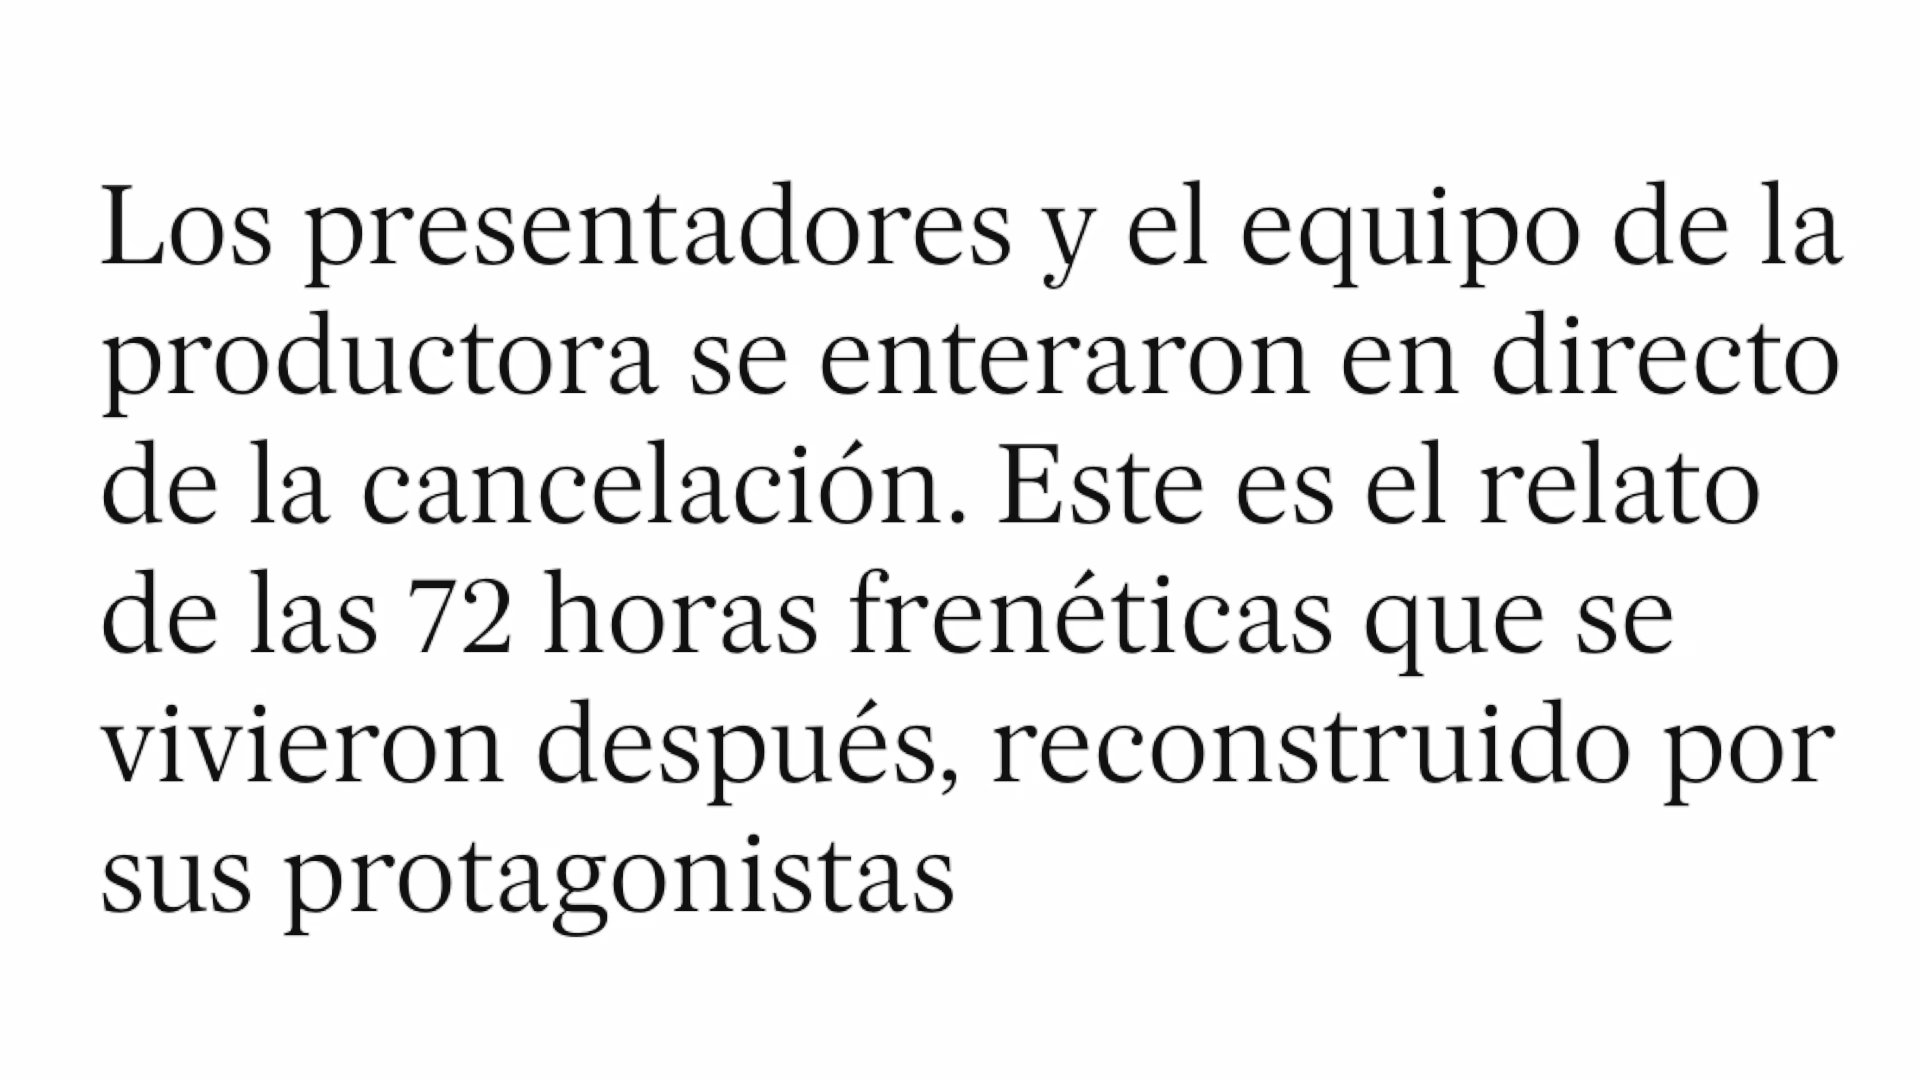 Los presentadores y el equipo de la
productora se enteraron en directo
de la cancelación. Este es el relato
de las 72 horas frenéticas que se
vivieron después, reconstruido por
sus protagonistas